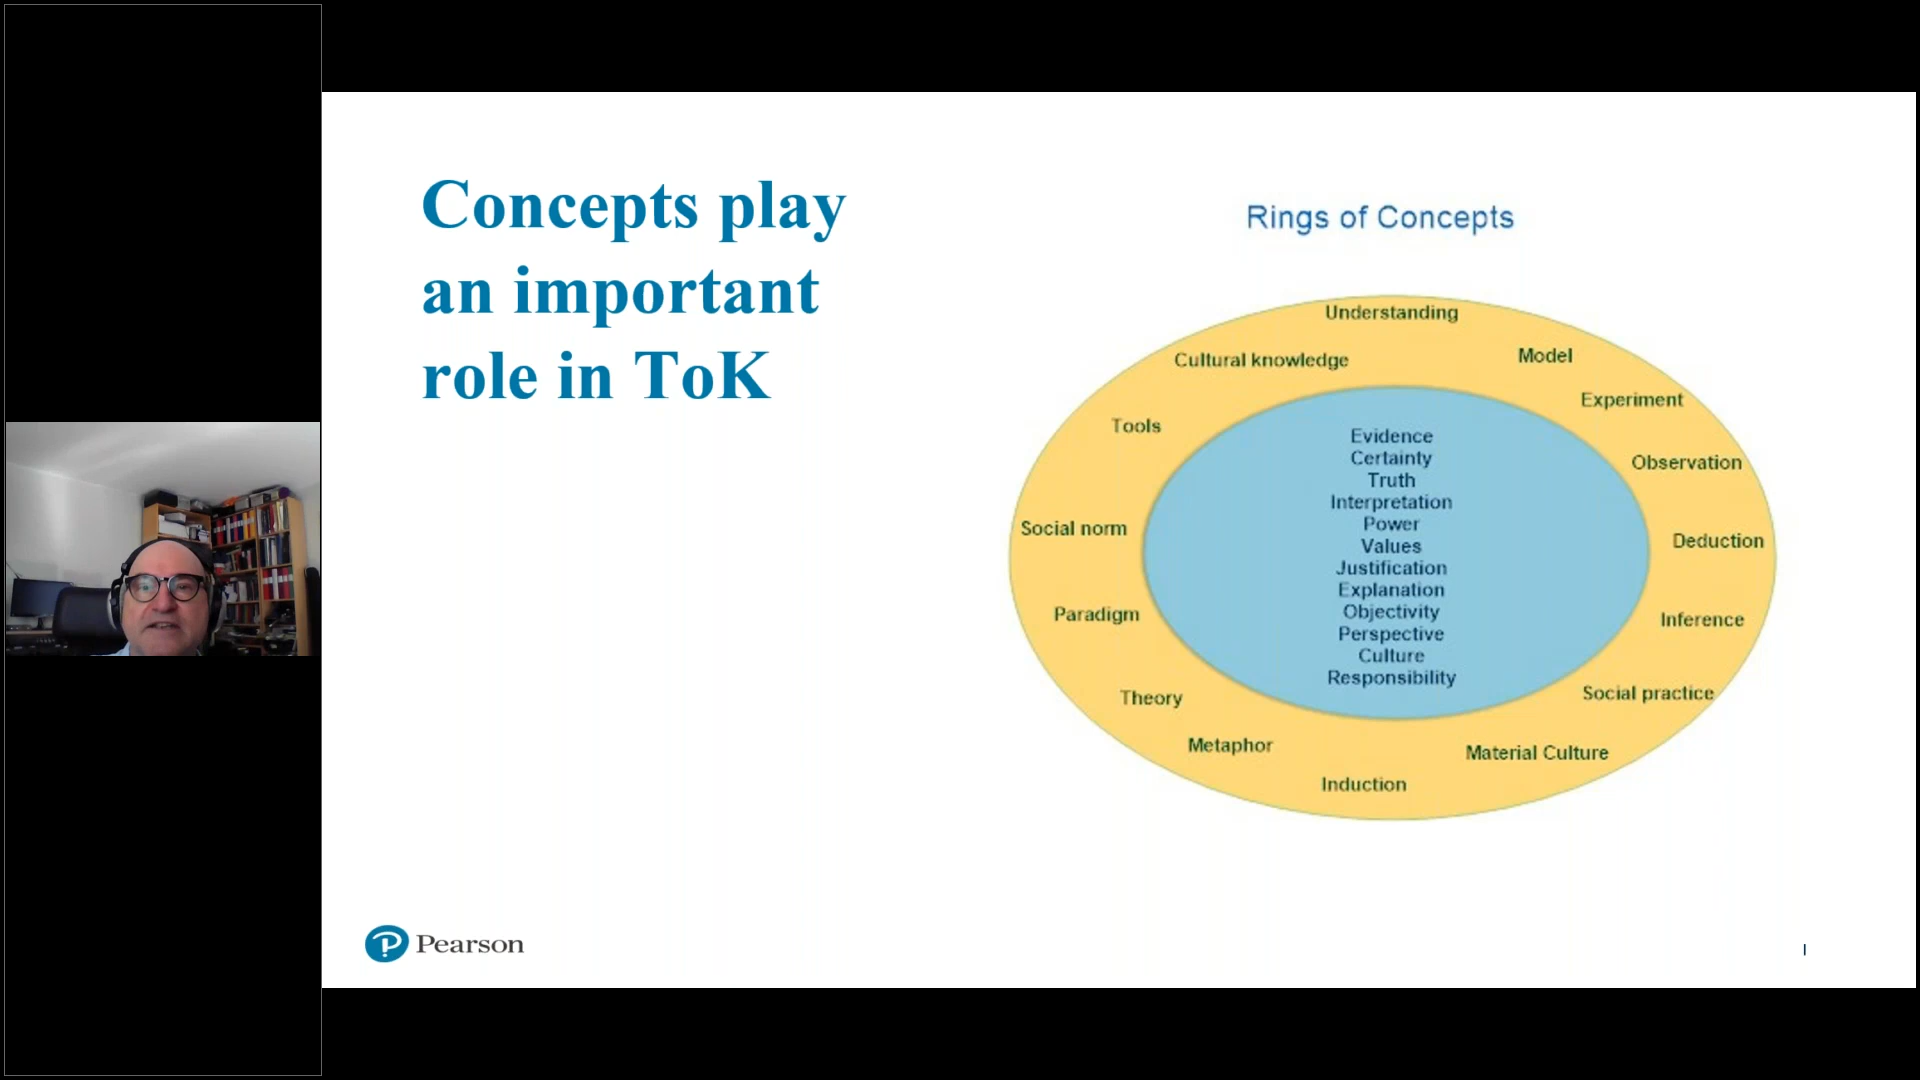 Concepts play
an important
role in ToK
Rings of Concepts
Understanding
Cultural knowledge
Model
Experiment
Tools
Observation
Social norm
Deduction
Paradigm
Inference
Theory
Social practice
Metaphor
Material Culture
Induction
Evidence
Certainty
Truth
Interpretation
Power
Values
Justification
Explanation
Objectivity
Perspective
Culture
Responsibility
Pearson